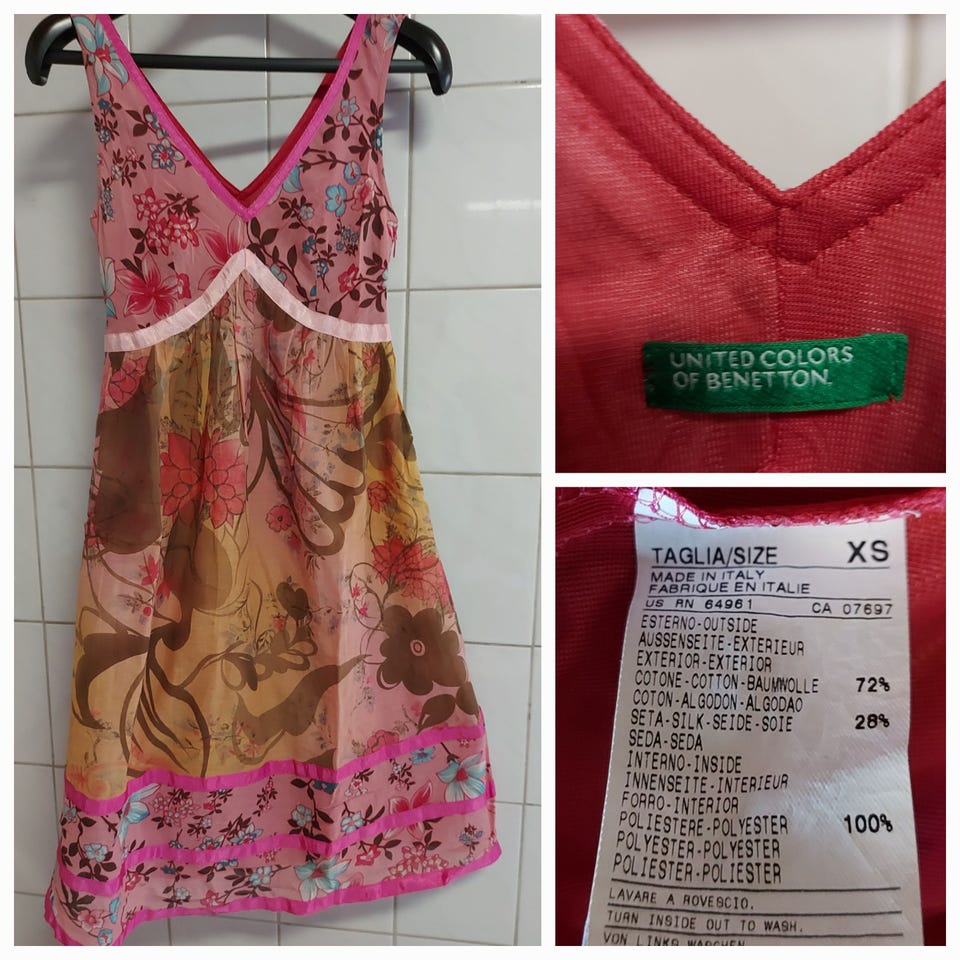 UNITED COLORS
OF BENETTON.
TAGLIA/SIZE XS
MADE IN ITALY
FABRIQUE EN ITALIE
US RN 64961 CA 07697
ESTERNO-OUTSIDE
AUSSENSEITE-EXTERIEUR
EXTERIOR-EXTERIOR
COTONE-COTTON-BAUMWOLLE 72%
COTON-ALGODON-ALGODAO
SETA-SILK-SEIDE-SOIE 28%
SEDA-SEDA
INTERNO-INSIDE
INNENSEITE-INTERIEUR
FORRO-INTERIOR
POLIESTERE-POLYESTER 100%
POLYESTER-POLYESTER
POLIESTER-POLIESTER
LAVARE A ROVESCIO.
TURN INSIDE OUT TO WASH.
VON LINKS WASCHEN